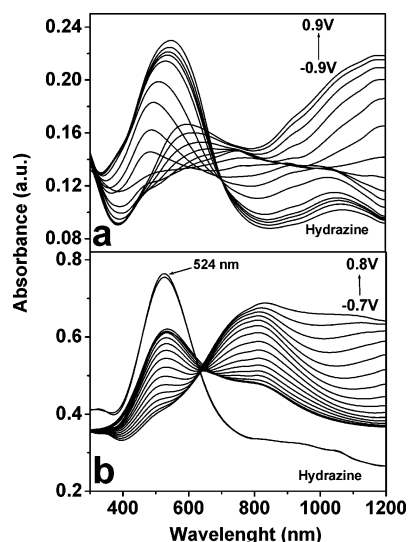 0.24
0.9V
0.20
-0.9V
0.16
0.12
Hydrazine
0.08
a
Absorbance (a.u.)
0.8
524 nm
0.8V
-0.7V
0.6
0.4
Hydrazine
b
0.2
400 600 800 1000 1200
Wavelenght (nm)